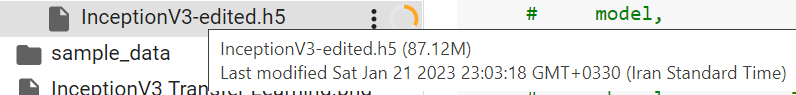 InceptionV3-edited.h5
#     model,
sample_data
InceptionV3-edited.h5 (87.12M)
Last modified Sat Jan 21 2023 23:03:18 GMT+0330 (Iran Standard Time)
InceptionV3 Transfer Learning.png